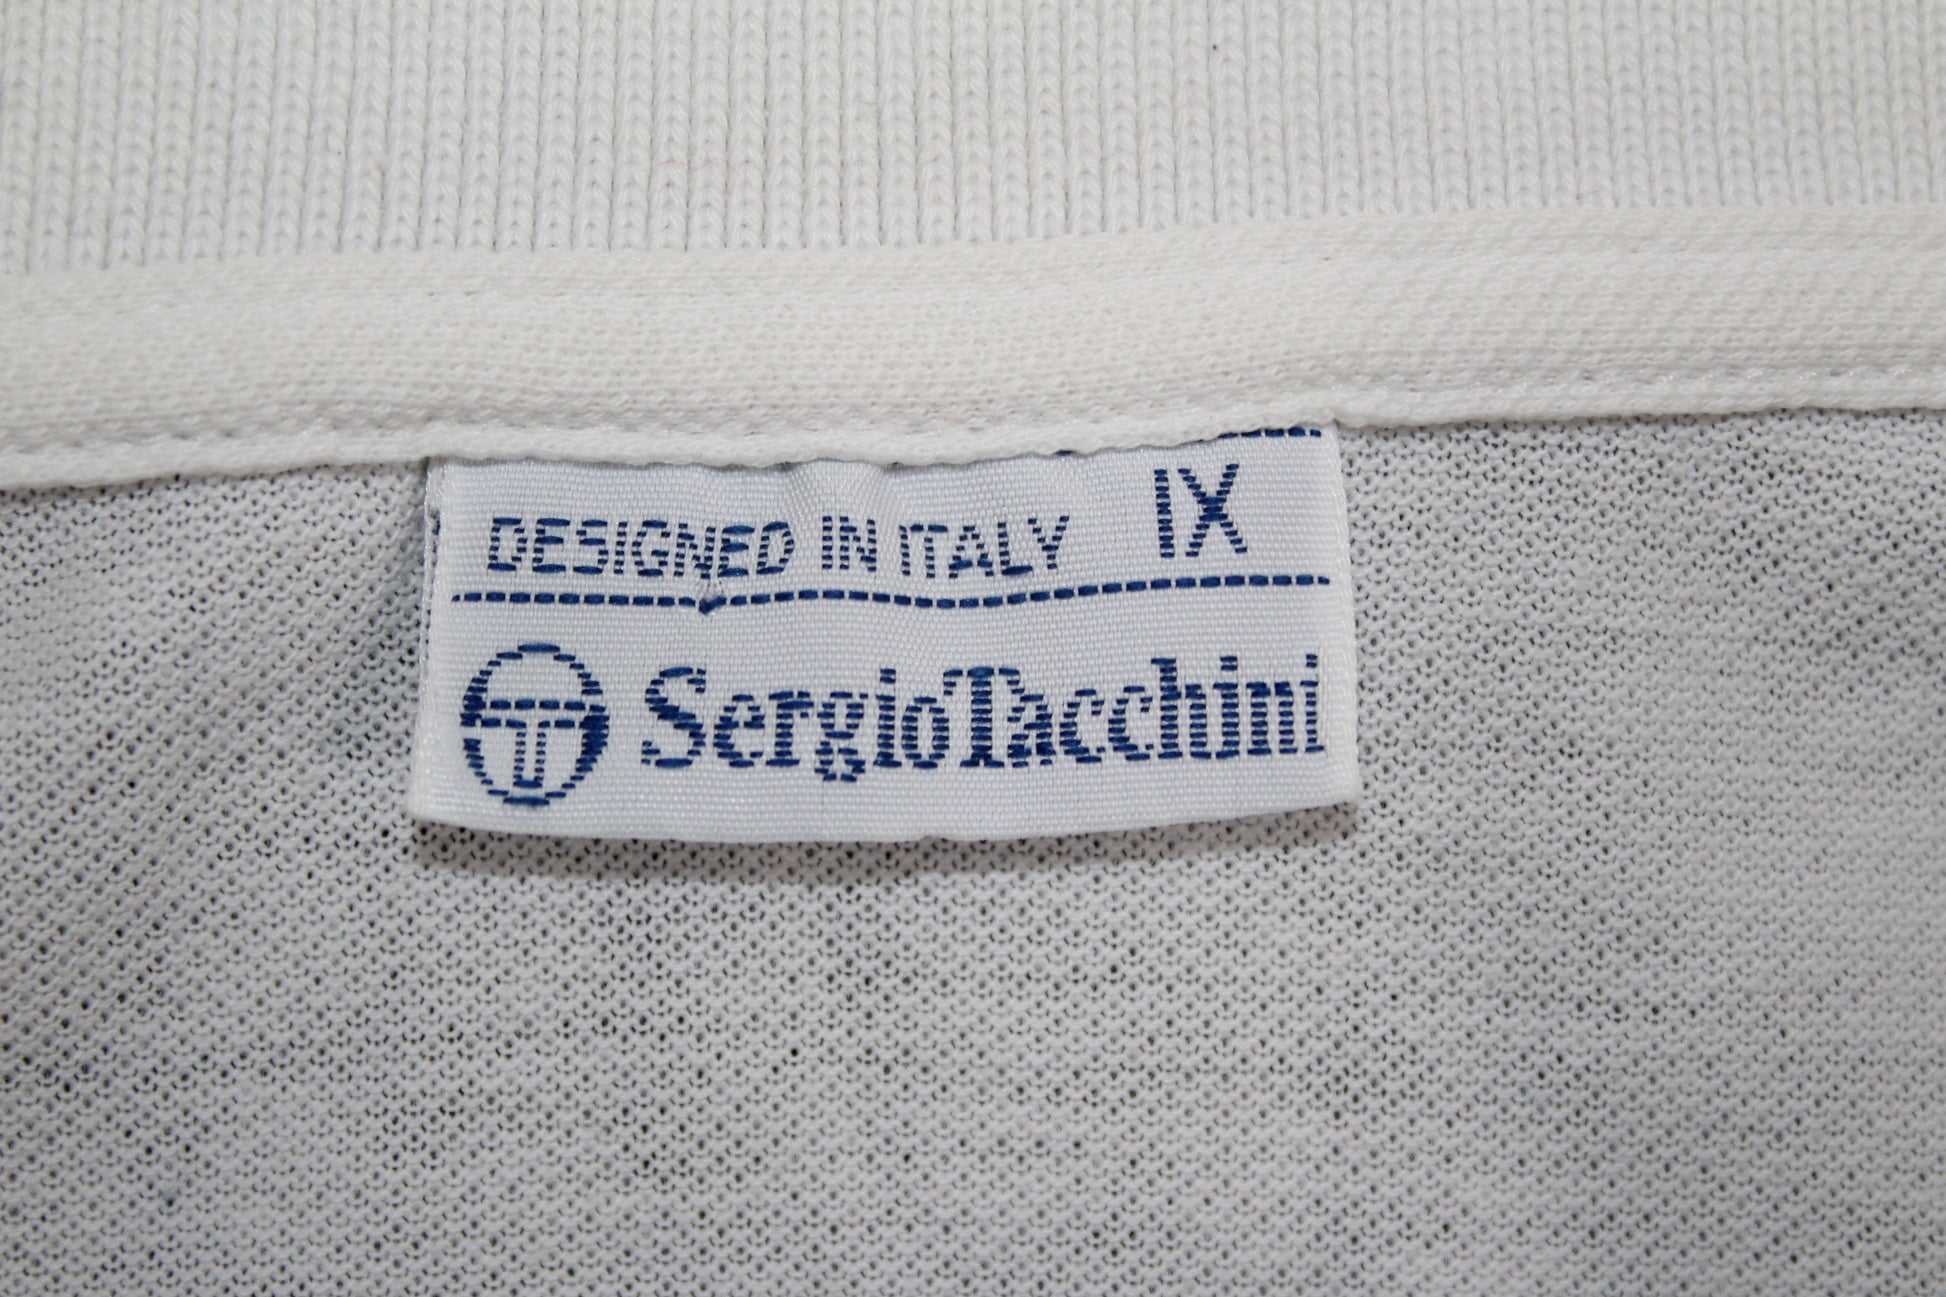 DESIGNED IN ITALY IX
Sergio Tacchini